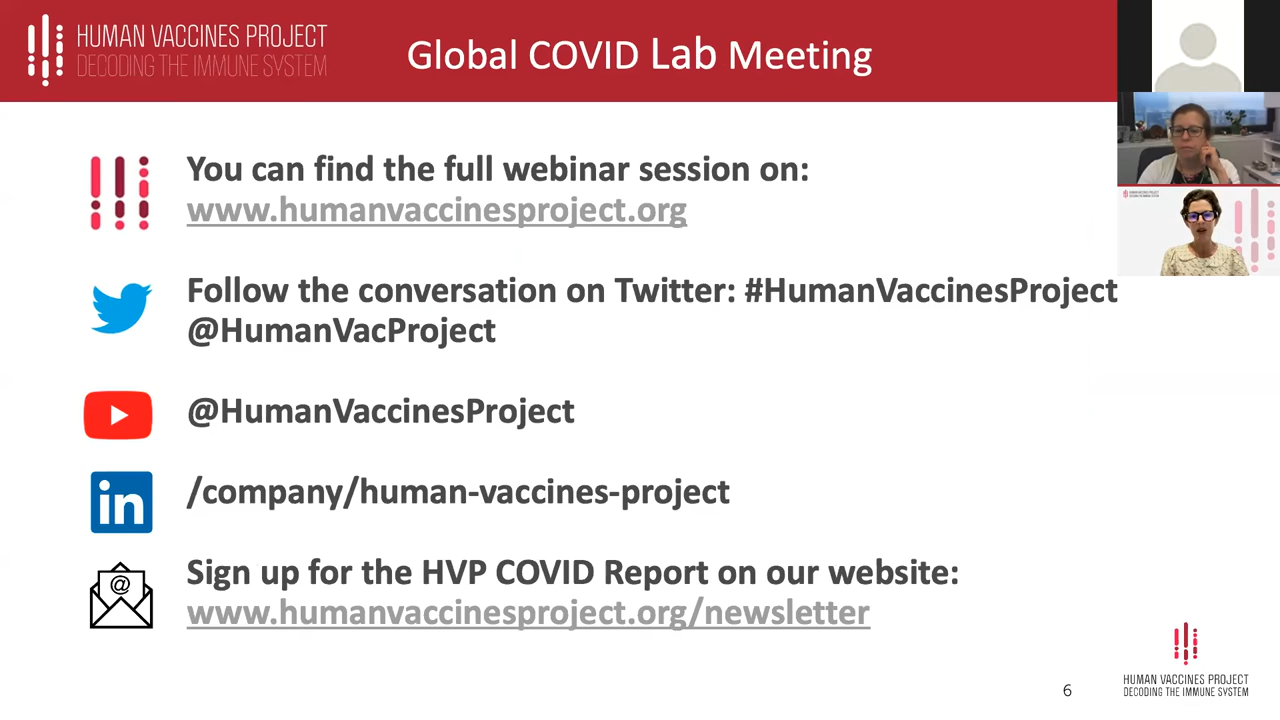 HUMAN VACCINES PROJECT
DECODING THE IMMUNE SYSTEM
Global COVID Lab Meeting
You can find the full webinar session on:
www.humanvaccinesproject.org
Follow the conversation on Twitter: #HumanVaccinesProject
@HumanVacProject
@HumanVaccinesProject
in
/company/human-vaccines-project
@
Sign up for the HVP COVID Report on our website:
www.humanvaccinesproject.org/newsletter
6
HUMAN VACCINES PROJECT
DECODING THE IMMUNE SYSTEM